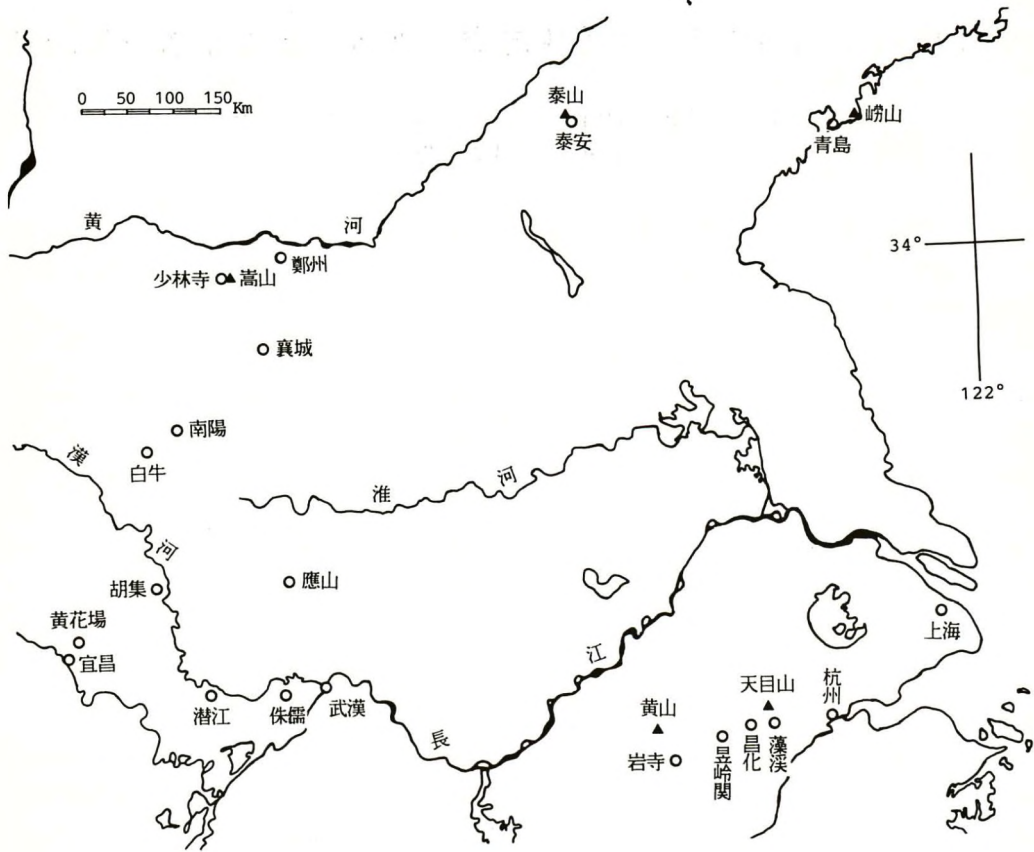 0 50 100 150 Km
泰山
泰安
嶗山
青島
黄河
34°
122°
鄭州
少林寺
嵩山
襄城
南陽
白牛
漢河
淮河
胡集
應山
黄花場
宜昌
潜江
侏儒
武漢
長江
上海
杭州
天目山
黄山
岩寺
昱岭関
昌化
藻渓